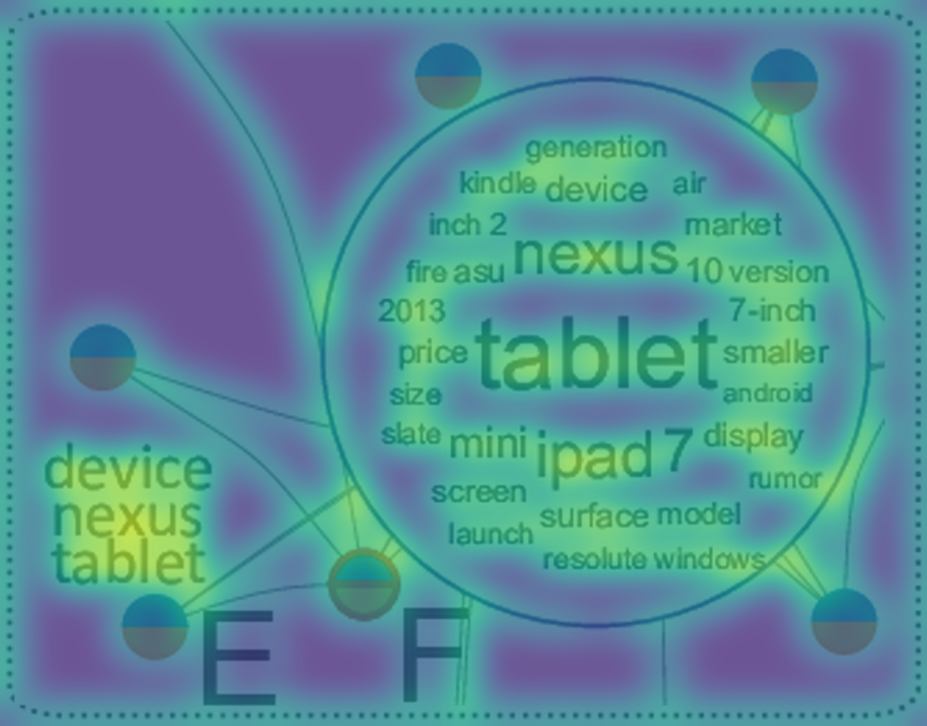 generation
kindle device air
inch 2 market
nexus
fire asu 10 version
2013 7-inch
price tablet smaller
size android
slate mini ipad 7 display
rumor
screen
surface model
launch
resolute windows
device
nexus
tablet
E F